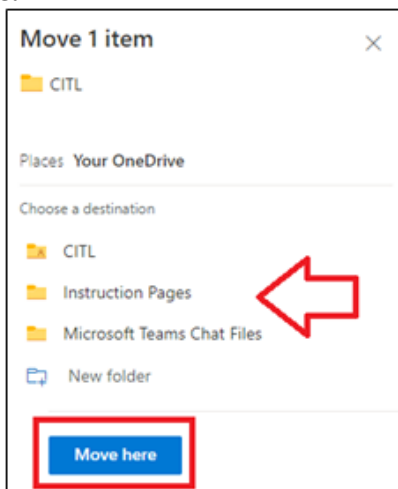 Move 1 item
CITL
Places Your OneDrive
Choose a destination
CITL
Instruction Pages
Microsoft Teams Chat Files
New folder
Move here